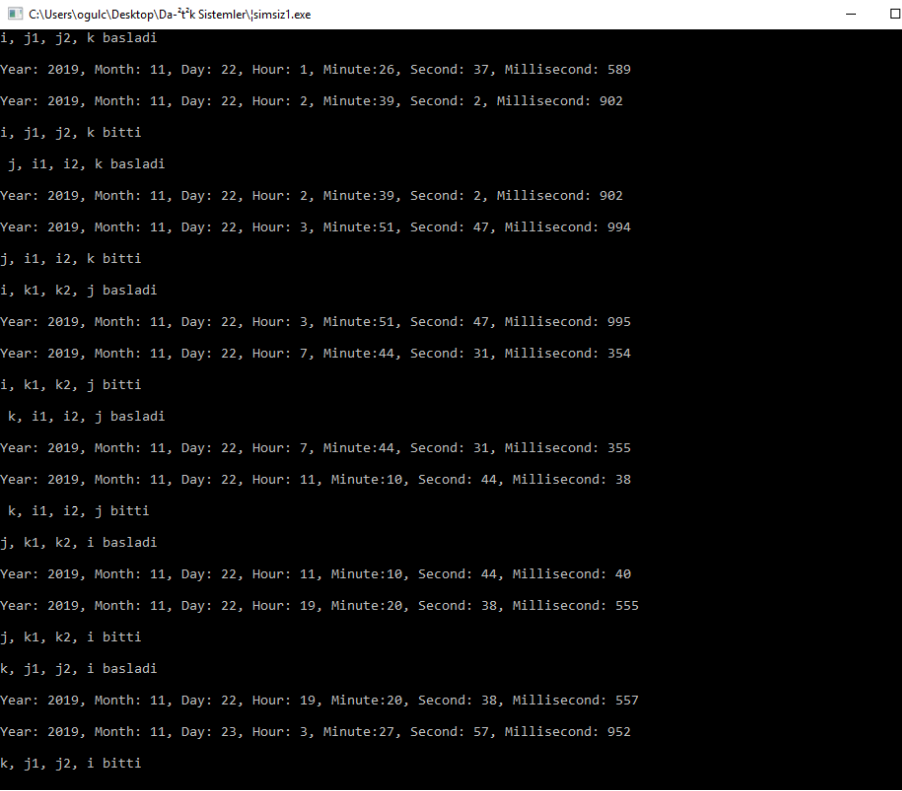 C:\Users\ogulc\Desktop\Da-²t²k Sistemler\¦simsiz1.exe
i, j1, j2, k basladi
Year: 2019, Month: 11, Day: 22, Hour: 1, Minute:26, Second: 37, Millisecond: 589
Year: 2019, Month: 11, Day: 22, Hour: 2, Minute:39, Second: 2, Millisecond: 902
i, j1, j2, k bitti
j, i1, i2, k basladi
Year: 2019, Month: 11, Day: 22, Hour: 2, Minute:39, Second: 2, Millisecond: 902
Year: 2019, Month: 11, Day: 22, Hour: 3, Minute:51, Second: 47, Millisecond: 994
j, i1, i2, k bitti
i, k1, k2, j basladi
Year: 2019, Month: 11, Day: 22, Hour: 3, Minute:51, Second: 47, Millisecond: 995
Year: 2019, Month: 11, Day: 22, Hour: 7, Minute:44, Second: 31, Millisecond: 354
i, k1, k2, j bitti
k, i1, i2, j basladi
Year: 2019, Month: 11, Day: 22, Hour: 7, Minute:44, Second: 31, Millisecond: 355
Year: 2019, Month: 11, Day: 22, Hour: 11, Minute:10, Second: 44, Millisecond: 38
k, i1, i2, j bitti
j, k1, k2, i basladi
Year: 2019, Month: 11, Day: 22, Hour: 11, Minute:10, Second: 44, Millisecond: 40
Year: 2019, Month: 11, Day: 22, Hour: 19, Minute:20, Second: 38, Millisecond: 555
j, k1, k2, i bitti
k, j1, j2, i basladi
Year: 2019, Month: 11, Day: 22, Hour: 19, Minute:20, Second: 38, Millisecond: 557
Year: 2019, Month: 11, Day: 23, Hour: 3, Minute:27, Second: 57, Millisecond: 952
k, j1, j2, i bitti